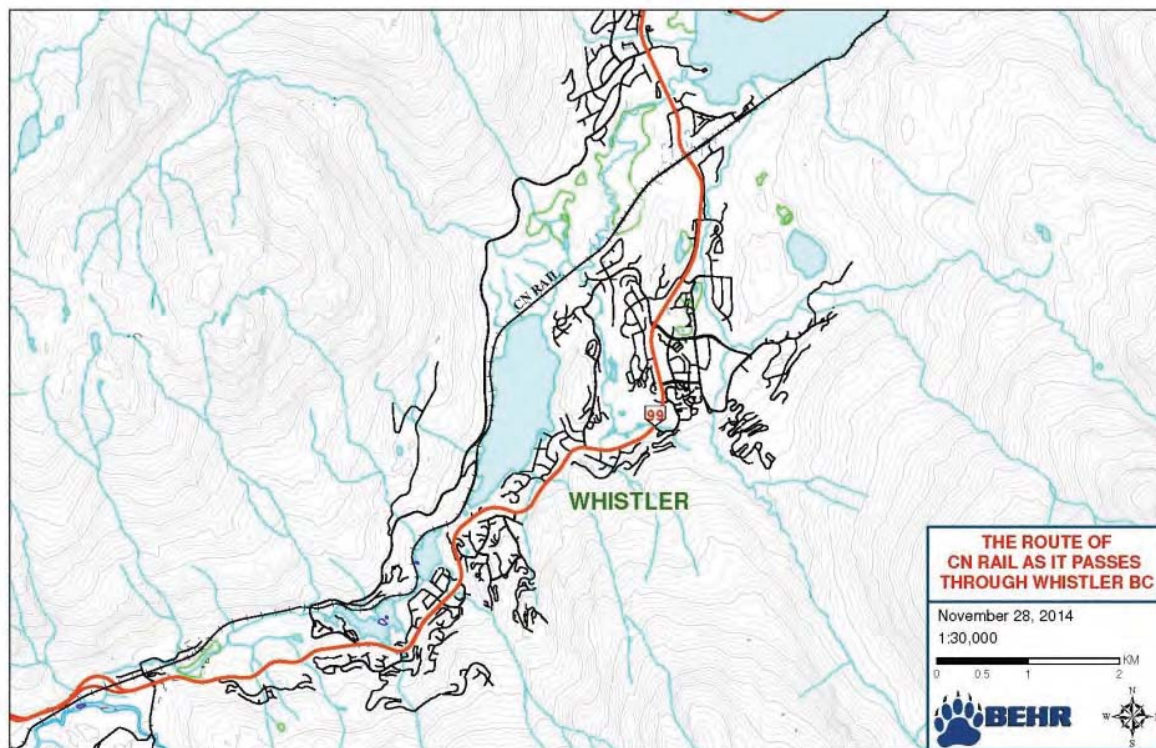 CN RAIL
99
WHISTLER
THE ROUTE OF
CN RAIL AS IT PASSES
THROUGH WHISTLER BC
November 28, 2014
1:30,000
KM
0 0.5 1 2
BEHR
N
W
S